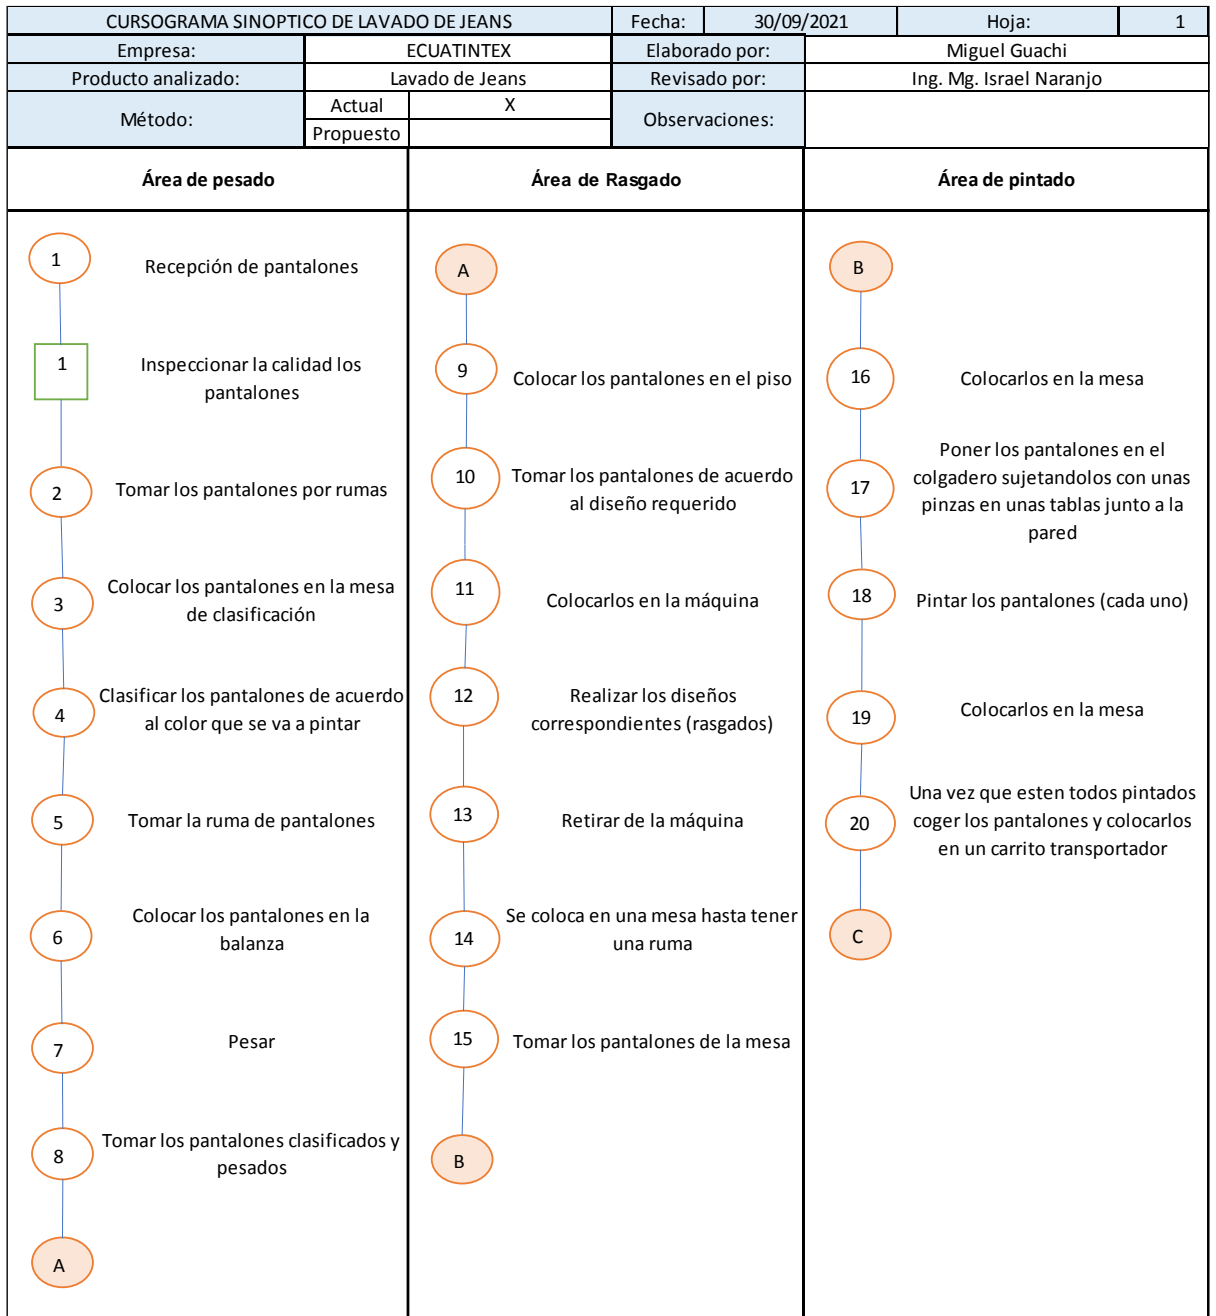 CURSOGRAMA SINOPTICO DE LAVADO DE JEANS Fecha: 30/09/2021 Hoja: 1
Empresa: ECUATINTEX Elaborado por: Miguel Guachi
Producto analizado: Lavado de Jeans Revisado por: Ing. Mg. Israel Naranjo
Método: Actual X Observaciones:
Propuesto
Área de pesado
1 Recepción de pantalones
1 Inspeccionar la calidad los
pantalones
2 Tomar los pantalones por rumas
3 Colocar los pantalones en la mesa
de clasificación
4 Clasificar los pantalones de acuerdo
al color que se va a pintar
5 Tomar la ruma de pantalones
6 Colocar los pantalones en la
balanza
7 Pesar
8 Tomar los pantalones clasificados y
pesados
A
Área de Rasgado
A
9 Colocar los pantalones en el piso
10 Tomar los pantalones de acuerdo
al diseño requerido
11 Colocarlos en la máquina
12 Realizar los diseños
correspondientes (rasgados)
13 Retirar de la máquina
14 Se coloca en una mesa hasta tener
una ruma
15 Tomar los pantalones de la mesa
B
Área de pintado
B
16 Colocarlos en la mesa
17 Poner los pantalones en el
colgadero sujetandolos con unas
pinzas en unas tablas junto a la
pared
18 Pintar los pantalones (cada uno)
19 Colocarlos en la mesa
20 Una vez que esten todos pintados
coger los pantalones y colocarlos
en un carrito transportador
C